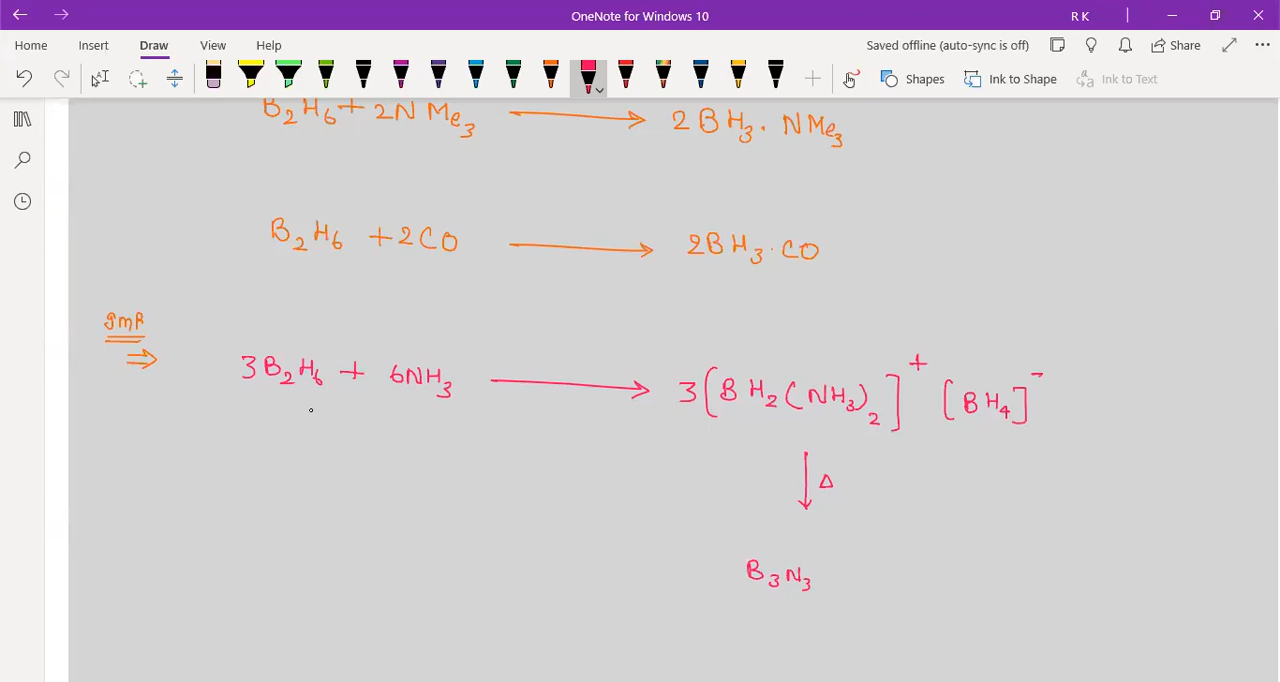 OneNote for Windows 10
R K
Home Insert Draw View Help
Saved offline (auto-sync is off) Share
Shapes Ink to Shape Ink to Text
B₂H₆ + 2NMe₃ ⟶ 2BH₃·NMe₃
B₂H₆ + 2CO ⟶ 2BH₃·CO
Imp
⇒ 3B₂H₆ + 6NH₃ ⟶ 3[BH₂(NH₃)₂]⁺ [BH₄]⁻
↓ Δ
B₃N₃